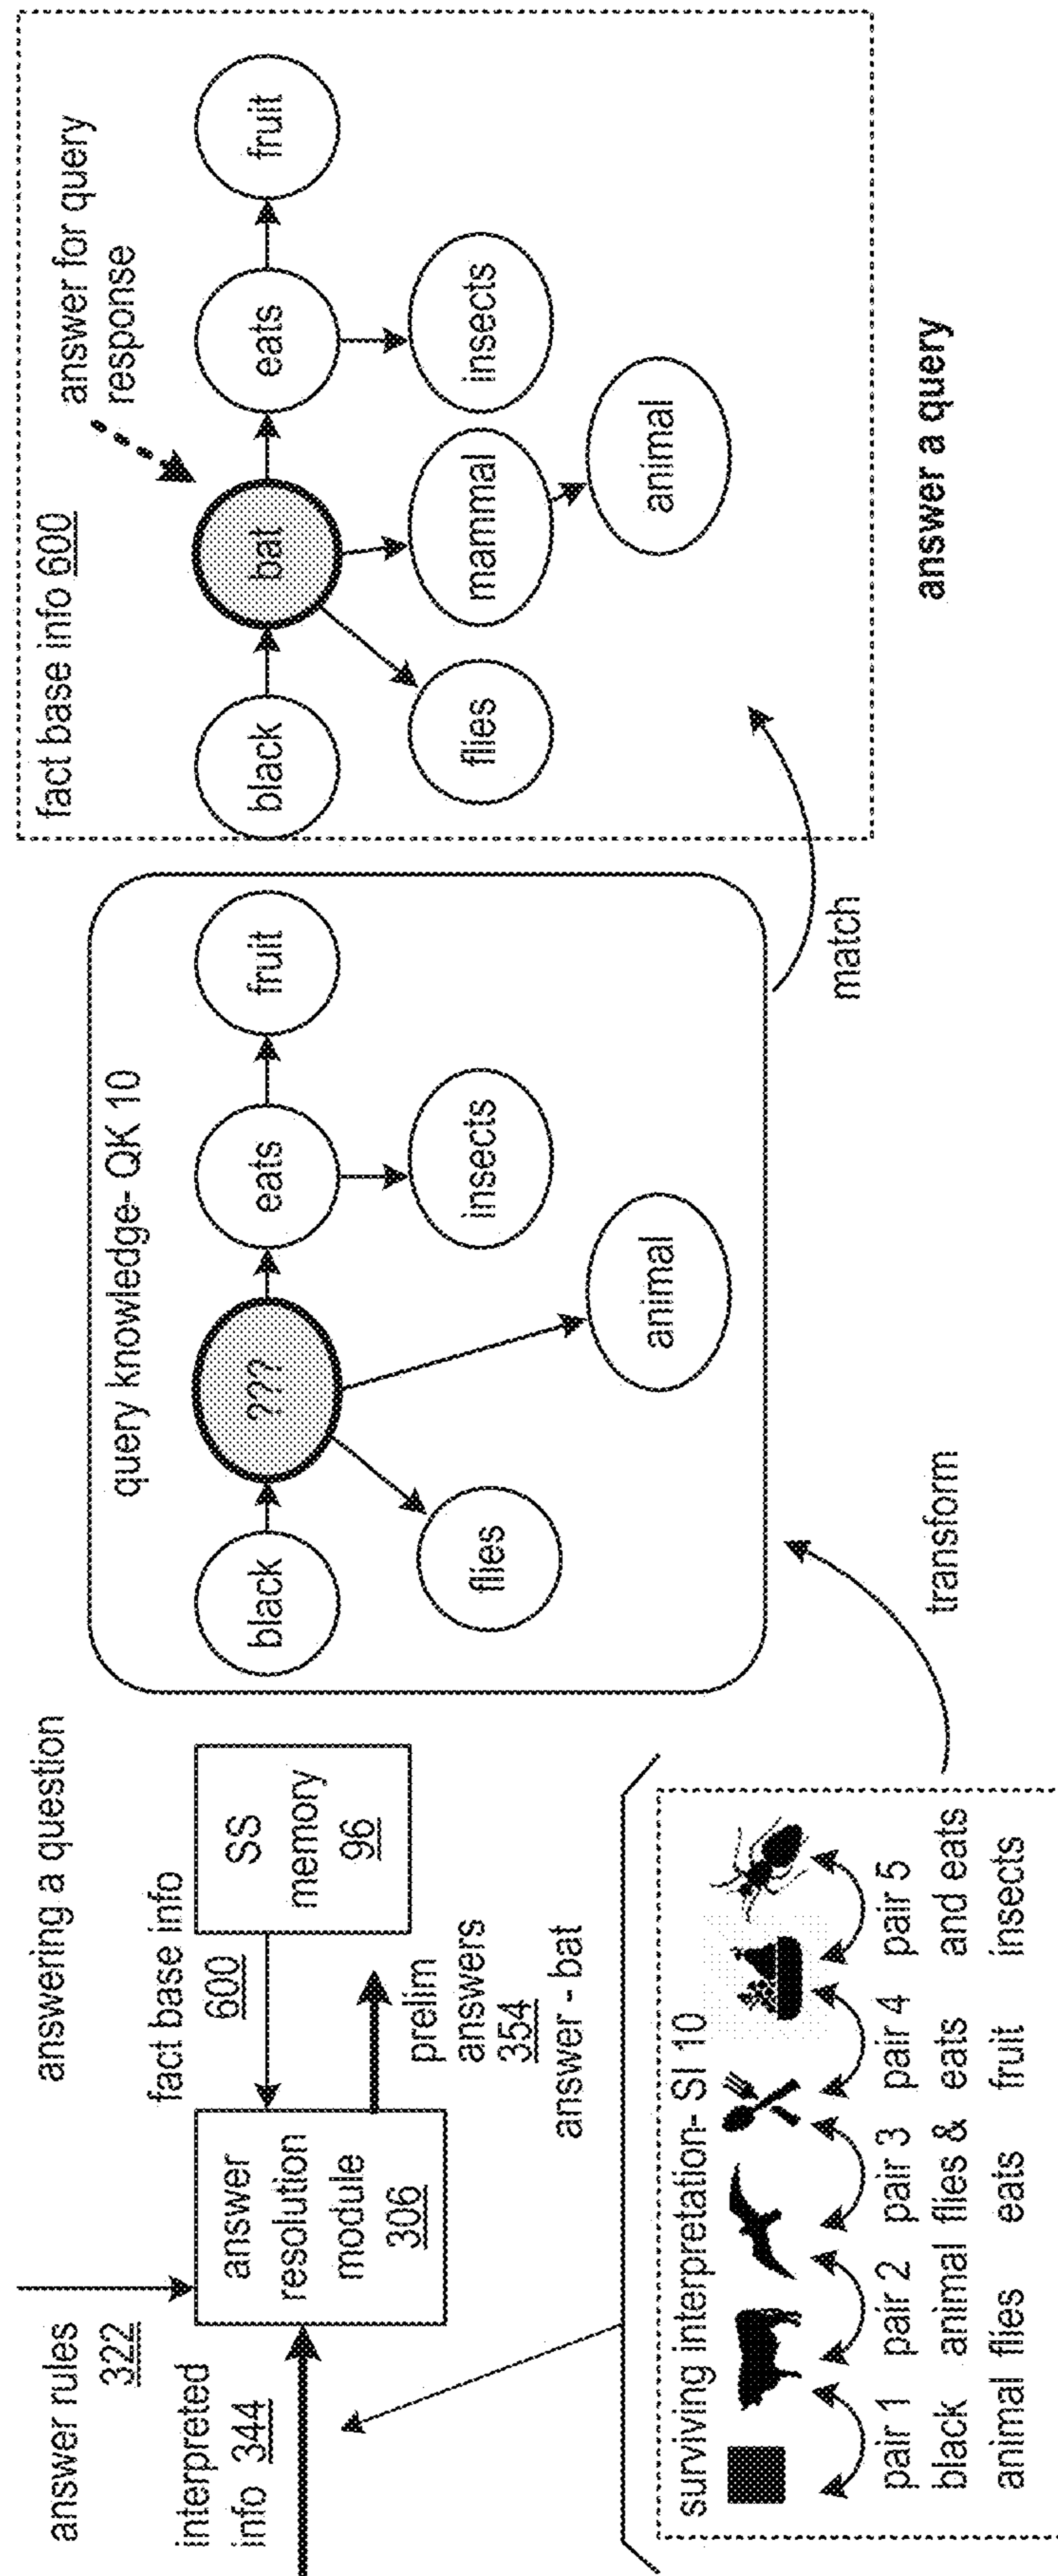 answering a question
answer rules
322
interpreted
info 344
answer
resolution
module
306
fact base info
600
SS
memory
96
prelim
answers
354
answer - bat
surviving interpretation- SI 10
pair 1 pair 2 pair 3 pair 4 pair 5
black animal flies & eats and eats
animal flies eats fruit insects
transform
query knowledge- QK 10
black
???
eats
fruit
flies
insects
animal
match
fact base info 600
answer for query
response
black
bat
eats
fruit
flies
mammal
insects
animal
answer a query